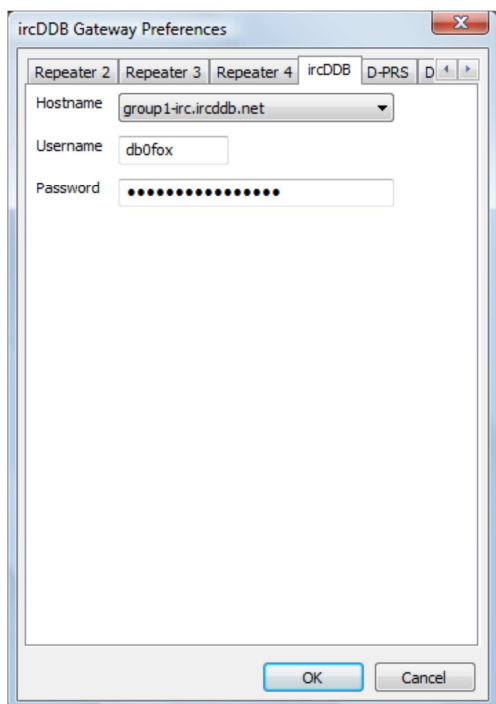 ircDDB Gateway Preferences
Repeater 2 Repeater 3 Repeater 4 ircDDB D-PRS D
Hostname group1-irc.ircddb.net
Username db0fox
Password ••••••••••••••••
OK Cancel